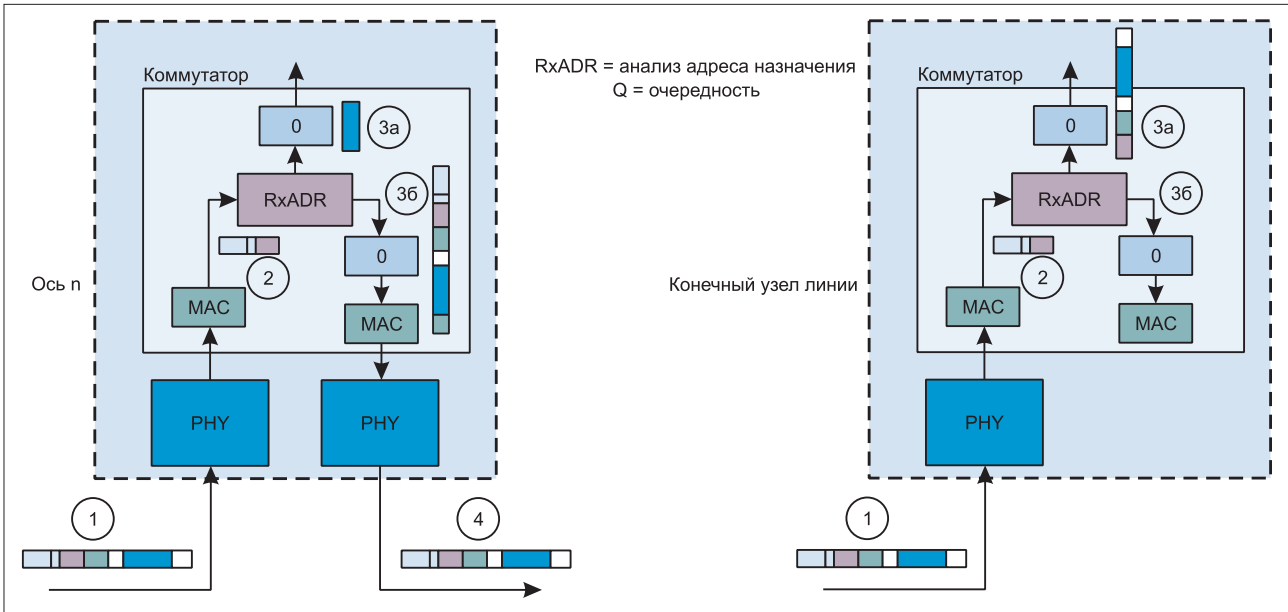 RxADR = анализ адреса назначения
Q = очередность
Коммутатор
0
3а
RxADR
3б
2
0
MAC
MAC
Ось n
PHY
PHY
1
4
Коммутатор
0
3а
RxADR
3б
2
0
MAC
MAC
Конечный узел линии
PHY
1